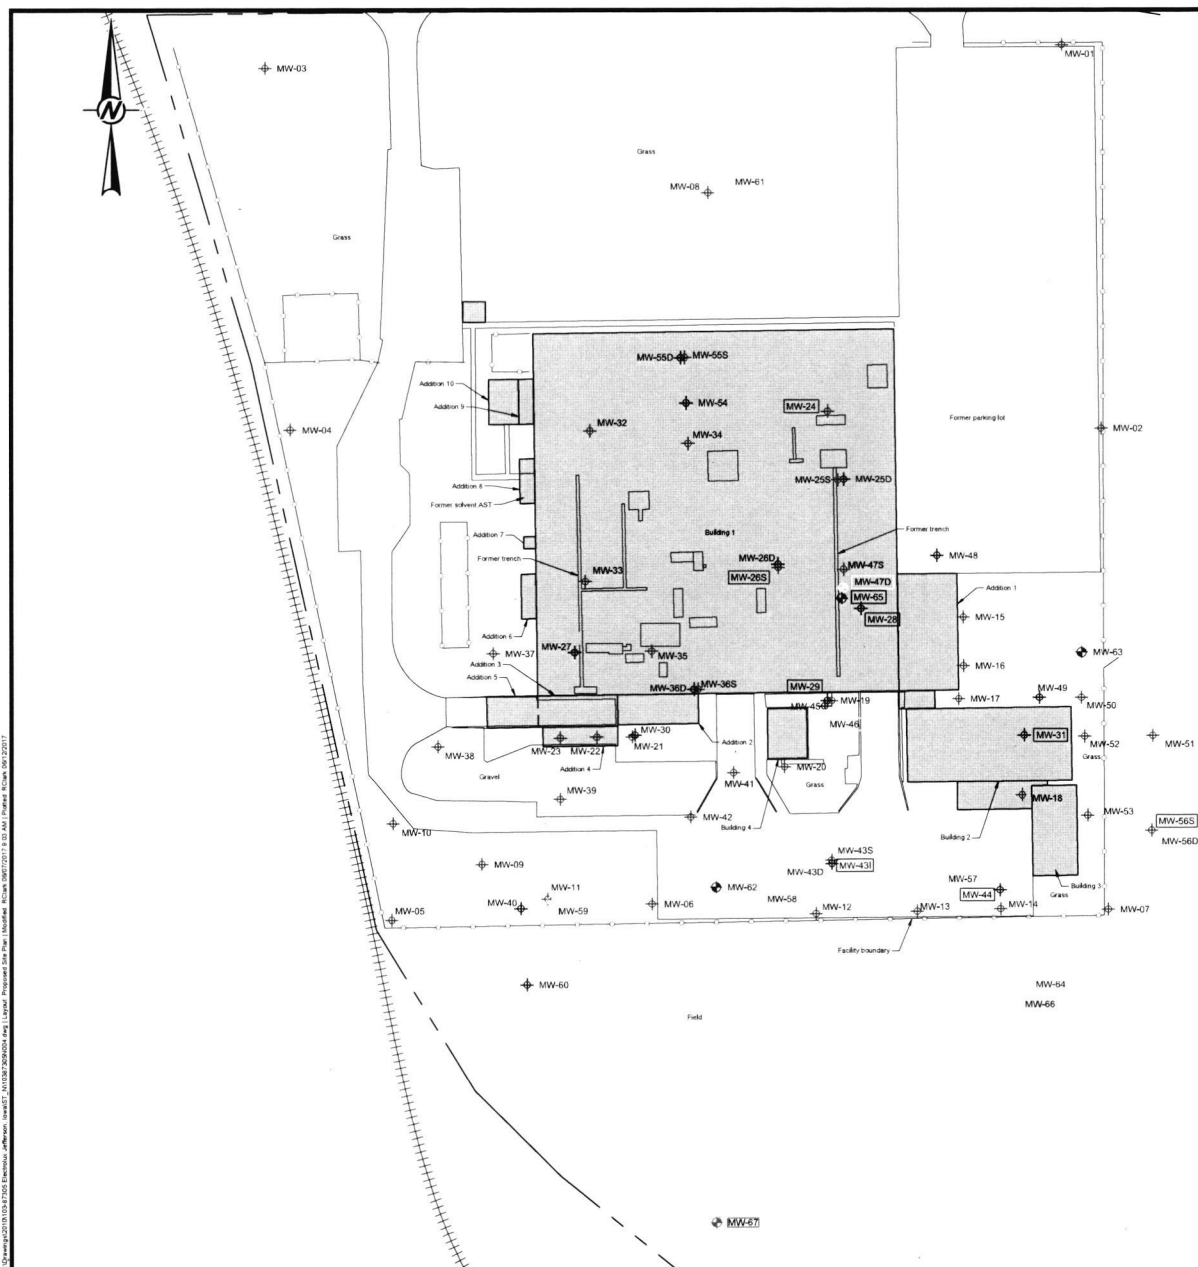 MW-01
N
MW-03
Grass
MW-08
MW-61
Grass
MW-55D
MW-55S
Addition 10
Addition 9
MW-54
MW-24
Former parking lot
MW-02
MW-04
MW-32
MW-34
Addition 8
Former solvent AST
MW-25S
MW-25D
Addition 7
Building 1
Former trench
Former trench
MW-26D
MW-48
MW-33
MW-26S
MW-47S
MW-47D
Addition 1
MW-65
MW-28
MW-15
Addition 6
MW-37
MW-27
MW-35
MW-63
Addition 3
MW-16
Addition 5
MW-36D
MW-36S
MW-29
MW-19
MW-17
MW-49
MW-50
MW-46
MW-30
MW-31
MW-52
MW-51
MW-23
MW-22
MW-21
Addition 2
MW-38
Addition 4
Grass
MW-20
Gravel
MW-41
Grass
MW-39
MW-18
MW-10
MW-42
Building 4
Building 2
MW-53
MW-56S
MW-56D
MW-09
MW-43S
MW-43D
MW-43I
MW-57
Building 3
MW-11
MW-62
MW-44
Grass
MW-05
MW-40
MW-59
MW-06
MW-58
MW-12
MW-13
MW-14
MW-07
Facility boundary
MW-60
MW-64
MW-66
Field
MW-67